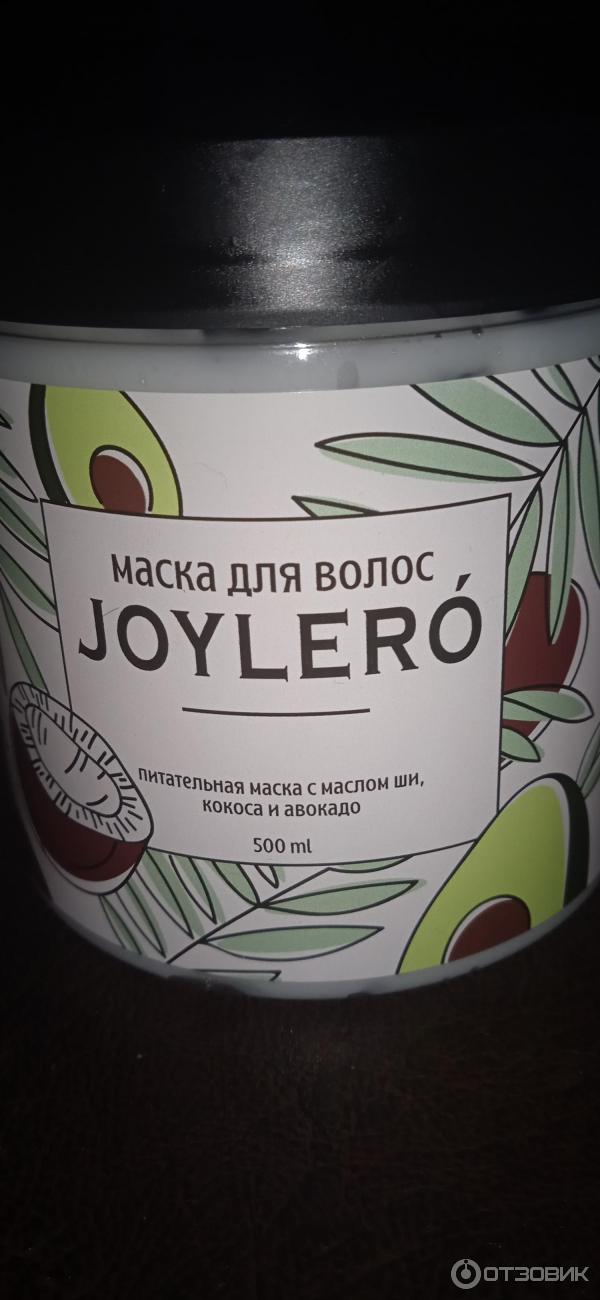 маска для волос
JOYLERÓ
питательная маска с маслом ши,
кокоса и авокадо
500 ml
ОТЗОВИК